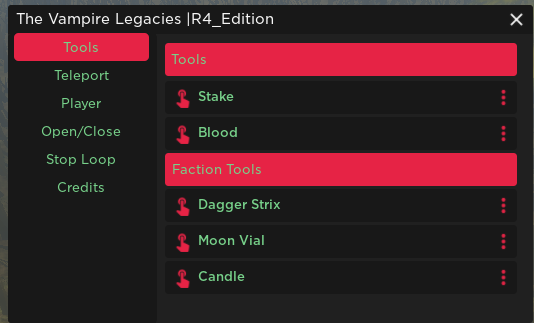 The Vampire Legacies |R4_Edition
Tools
Teleport
Player
Open/Close
Stop Loop
Credits
Tools
Stake
Blood
Faction Tools
Dagger Strix
Moon Vial
Candle